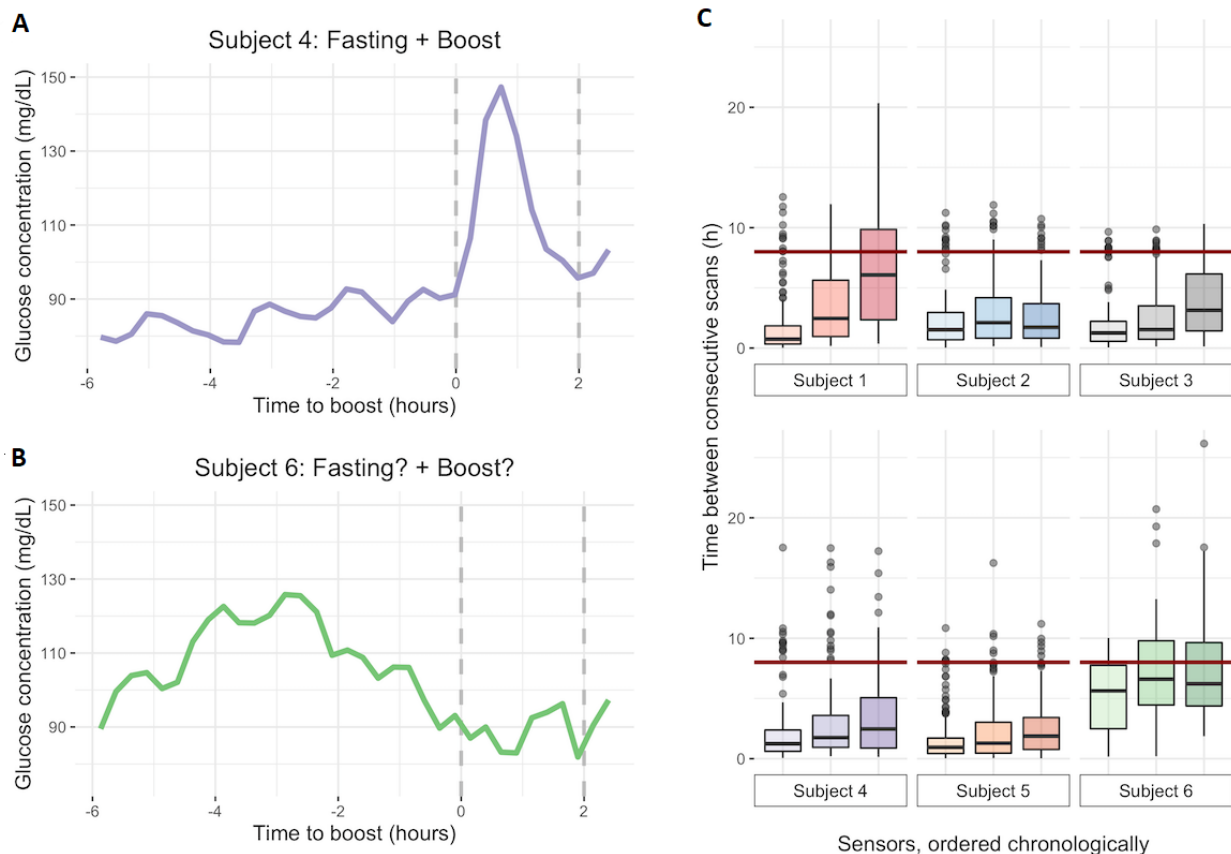 A
Subject 4: Fasting + Boost
Glucose concentration (mg/dL)
150
130
110
90
-6
-4
-2
0
2
Time to boost (hours)
B
Subject 6: Fasting? + Boost?
Glucose concentration (mg/dL)
150
130
110
90
-6
-4
-2
0
2
Time to boost (hours)
C
Time between consecutive scans (h)
20
10
0
Subject 1
Subject 2
Subject 3
20
10
0
Subject 4
Subject 5
Subject 6
Sensors, ordered chronologically